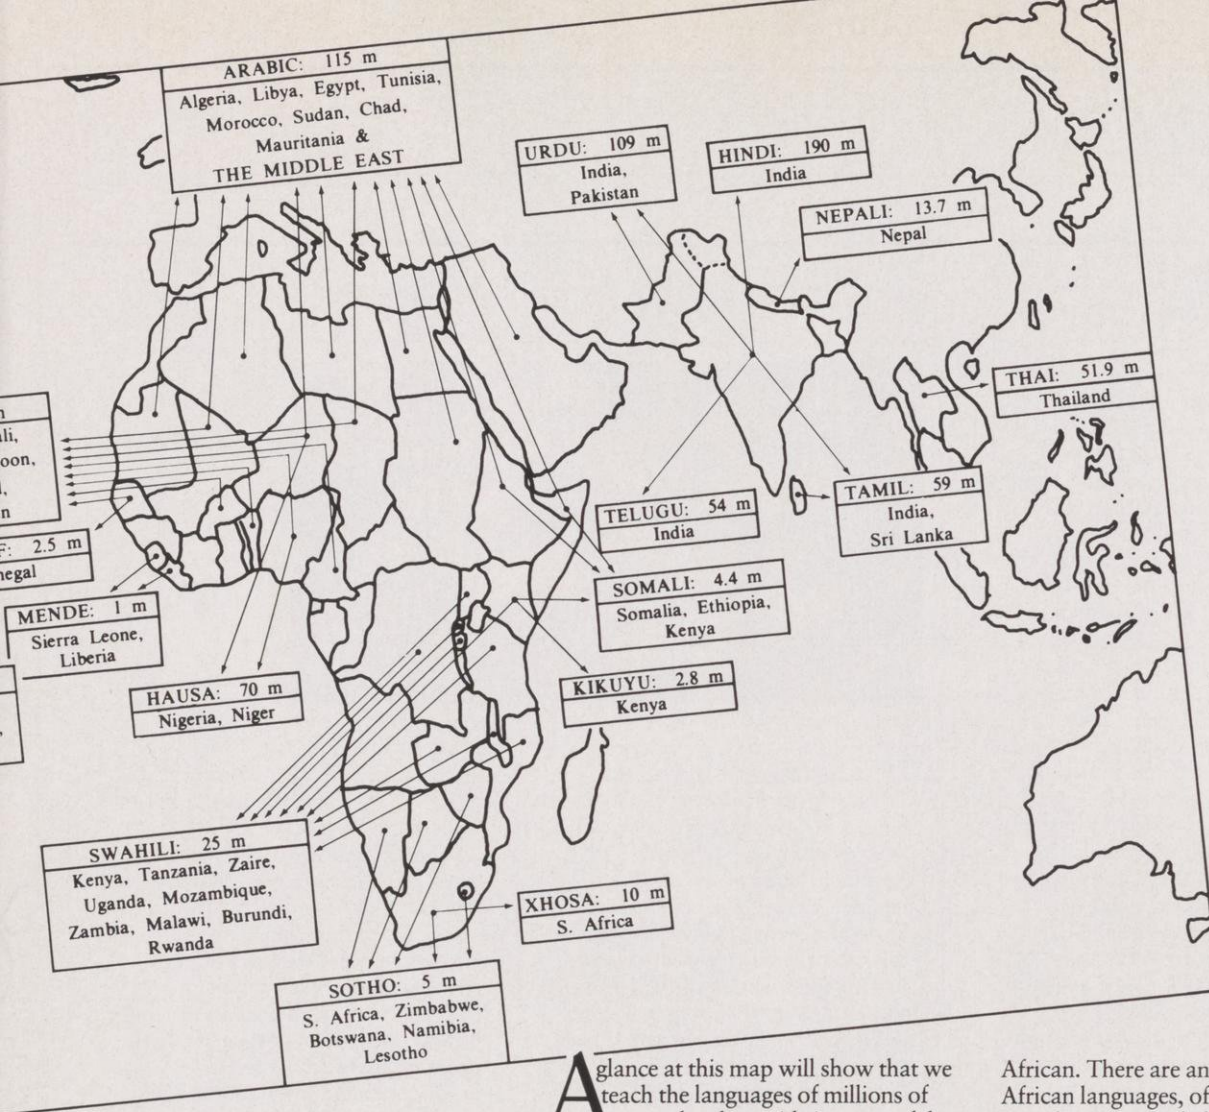 ARABIC: 115 m
Algeria, Libya, Egypt, Tunisia,
Morocco, Sudan, Chad,
Mauritania &
THE MIDDLE EAST
URDU: 109 m
India,
Pakistan
HINDI: 190 m
India
NEPALI: 13.7 m
Nepal
THAI: 51.9 m
Thailand
TAMIL: 59 m
India,
Sri Lanka
TELUGU: 54 m
India
SOMALI: 4.4 m
Somalia, Ethiopia,
Kenya
KIKUYU: 2.8 m
Kenya
F: 2.5 m
negal
MENDE: 1 m
Sierra Leone,
Liberia
HAUSA: 70 m
Nigeria, Niger
SWAHILI: 25 m
Kenya, Tanzania, Zaire,
Uganda, Mozambique,
Zambia, Malawi, Burundi,
Rwanda
XHOSA: 10 m
S. Africa
SOTHO: 5 m
S. Africa, Zimbabwe,
Botswana, Namibia,
Lesotho
A glance at this map will show that we
teach the languages of millions of
African. There are an
African languages, of